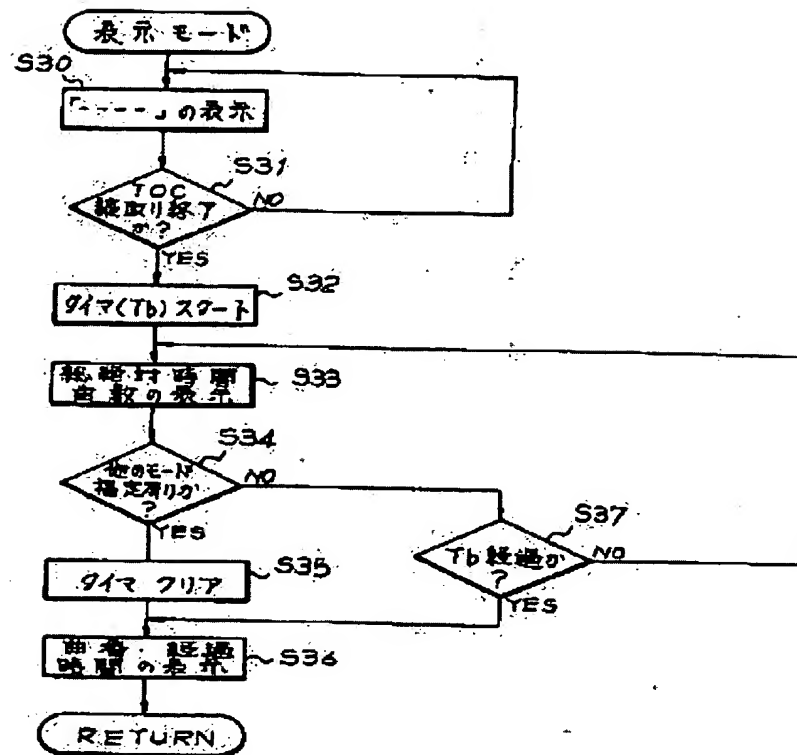 表示モード
S30
「----」の表示
S31
TOC
読取り終了
か?
NO
YES
S32
タイマ(Tb)スタート
総絶対時間
曲数の表示
S33
S34
他のモード
指定有りか
?
NO
YES
S37
Tb経過か
?
NO
YES
S35
タイマ クリア
曲番・経過
時間の表示
S36
RETURN